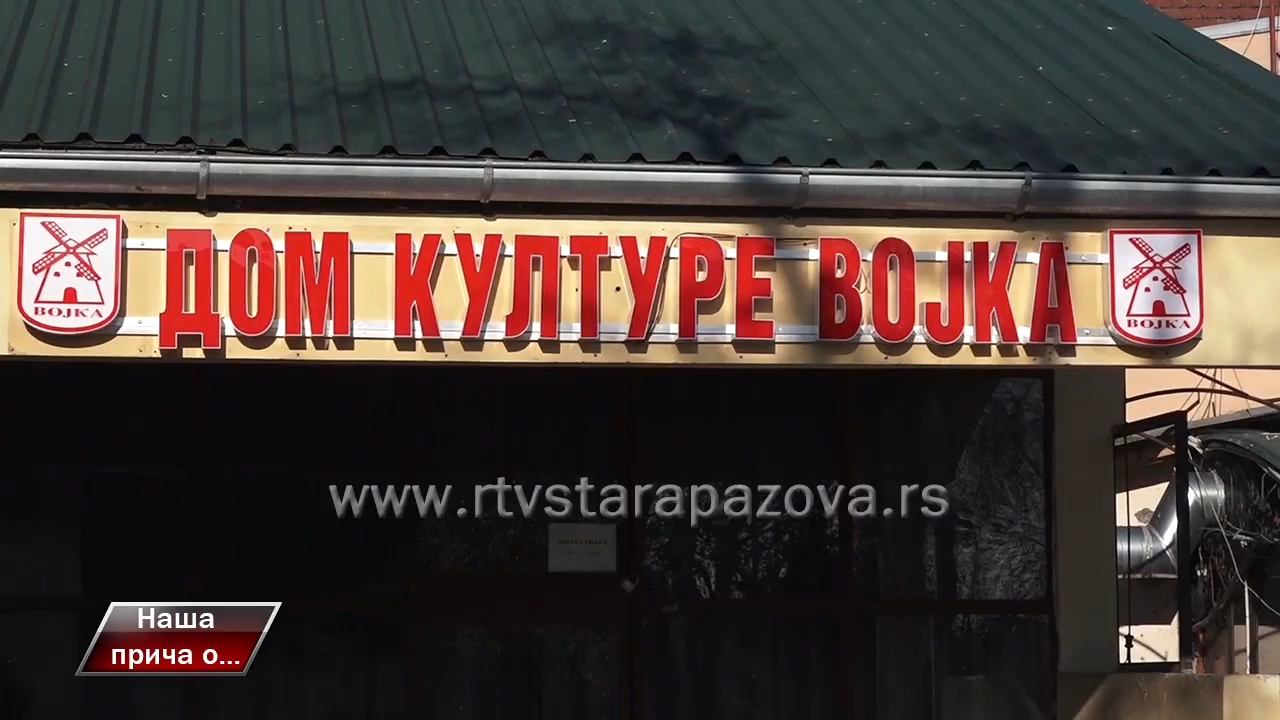 ДОМ КУЛТУРЕ ВОЈКА
ВОЈКА
ВОЈКА
www.rtvstarapazova.rs
Наша
прича о...